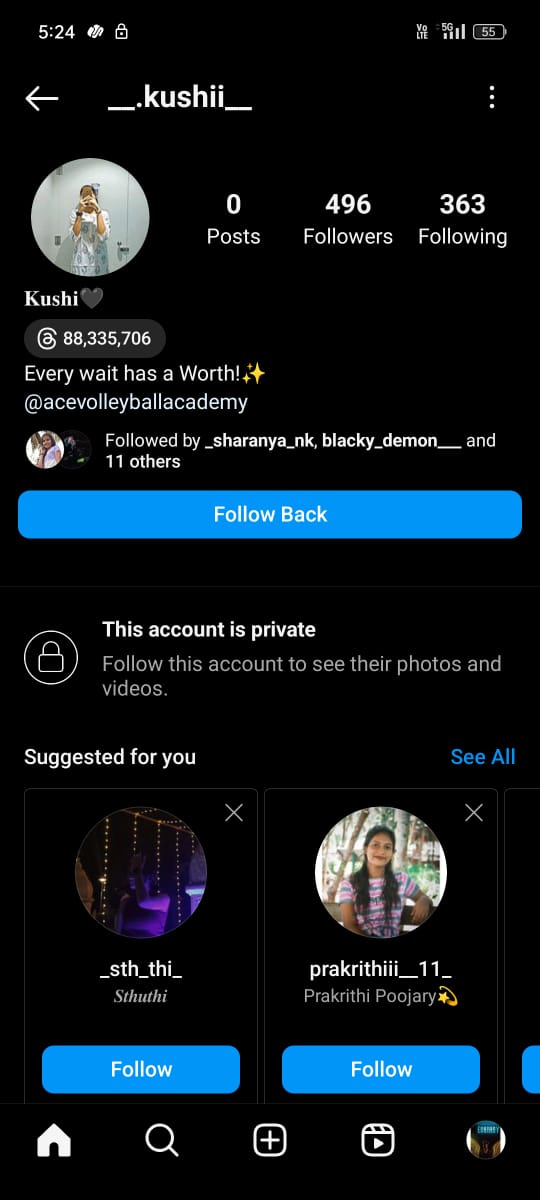 5:24
Vo LTE 5G 55
__.kushii__
0 496 363
Posts Followers Following
Kushi🖤
88,335,706
Every wait has a Worth!✨
@acevolleyballacademy
Followed by _sharanya_nk, blacky_demon___ and
11 others
Follow Back
This account is private
Follow this account to see their photos and
videos.
Suggested for you See All
_sth_thi_ prakrithiii__11_
Sthuthi Prakrithi Poojary💫
Follow Follow